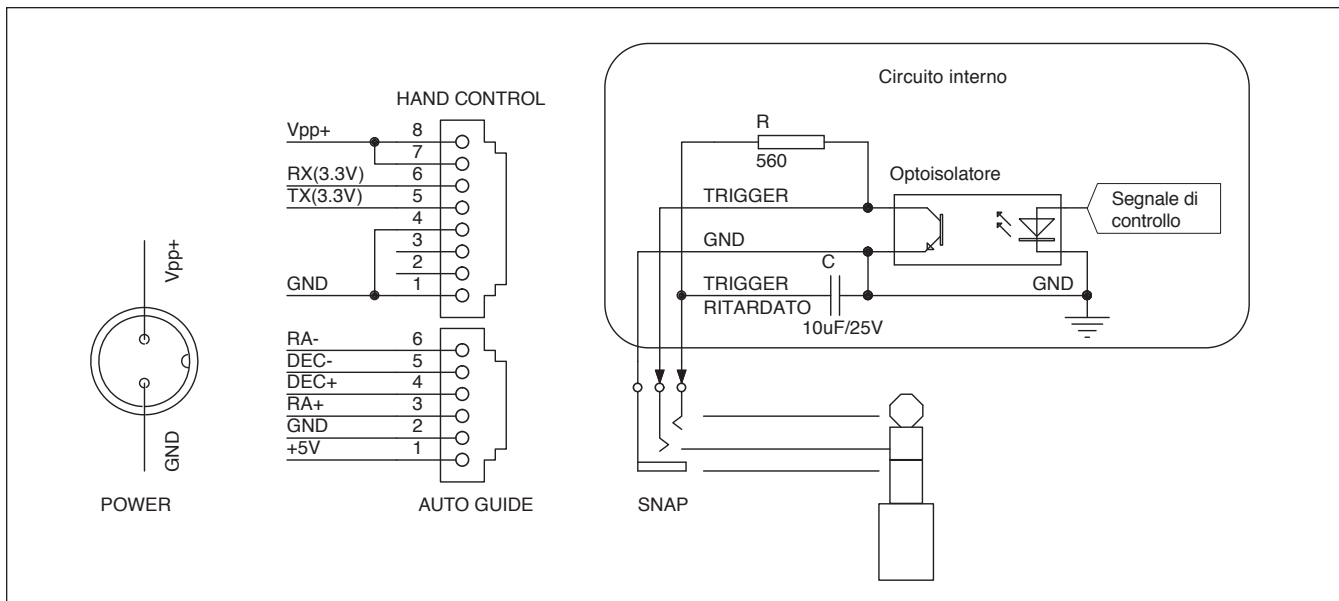 Vpp+
GND
POWER
HAND CONTROL
Vpp+ 8
7
RX(3.3V) 6
TX(3.3V) 5
4
3
2
GND 1
RA- 6
DEC- 5
DEC+ 4
RA+ 3
GND 2
+5V 1
AUTO GUIDE
Circuito interno
R
560
Optoisolatore
TRIGGER
Segnale di
controllo
GND
C
TRIGGER
RITARDATO
GND
10uF/25V
SNAP